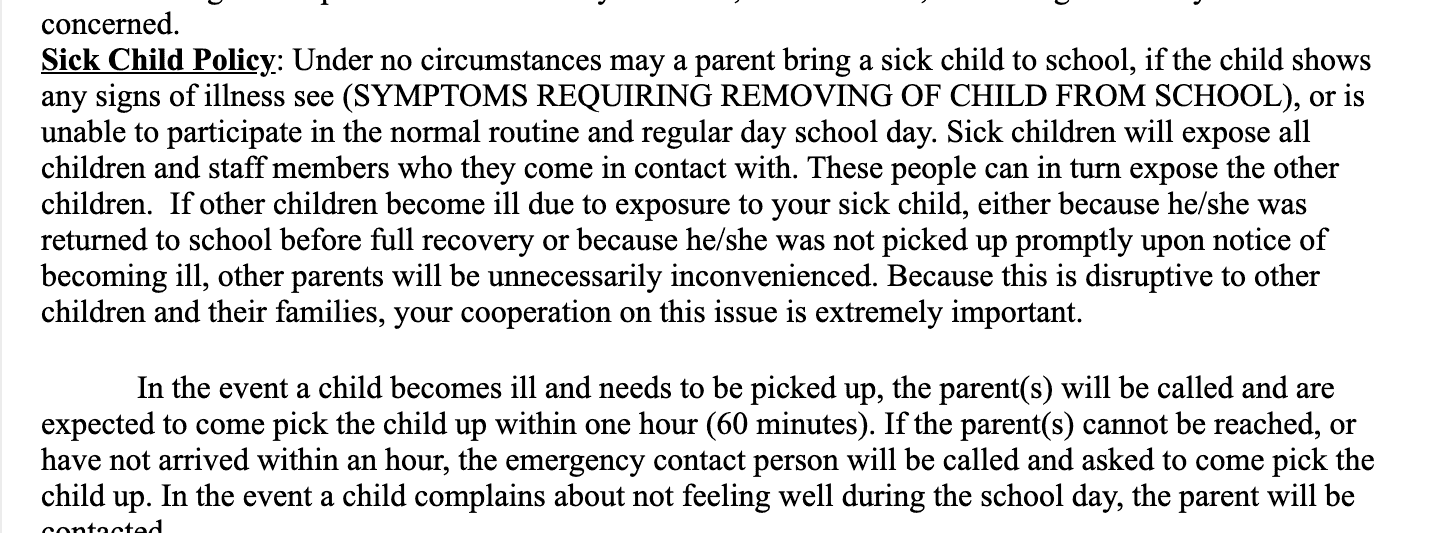 concerned.
Sick Child Policy: Under no circumstances may a parent bring a sick child to school, if the child shows
any signs of illness see (SYMPTOMS REQUIRING REMOVING OF CHILD FROM SCHOOL), or is
unable to participate in the normal routine and regular day school day. Sick children will expose all
children and staff members who they come in contact with. These people can in turn expose the other
children.  If other children become ill due to exposure to your sick child, either because he/she was
returned to school before full recovery or because he/she was not picked up promptly upon notice of
becoming ill, other parents will be unnecessarily inconvenienced. Because this is disruptive to other
children and their families, your cooperation on this issue is extremely important.
In the event a child becomes ill and needs to be picked up, the parent(s) will be called and are
expected to come pick the child up within one hour (60 minutes). If the parent(s) cannot be reached, or
have not arrived within an hour, the emergency contact person will be called and asked to come pick the
child up. In the event a child complains about not feeling well during the school day, the parent will be
contacted